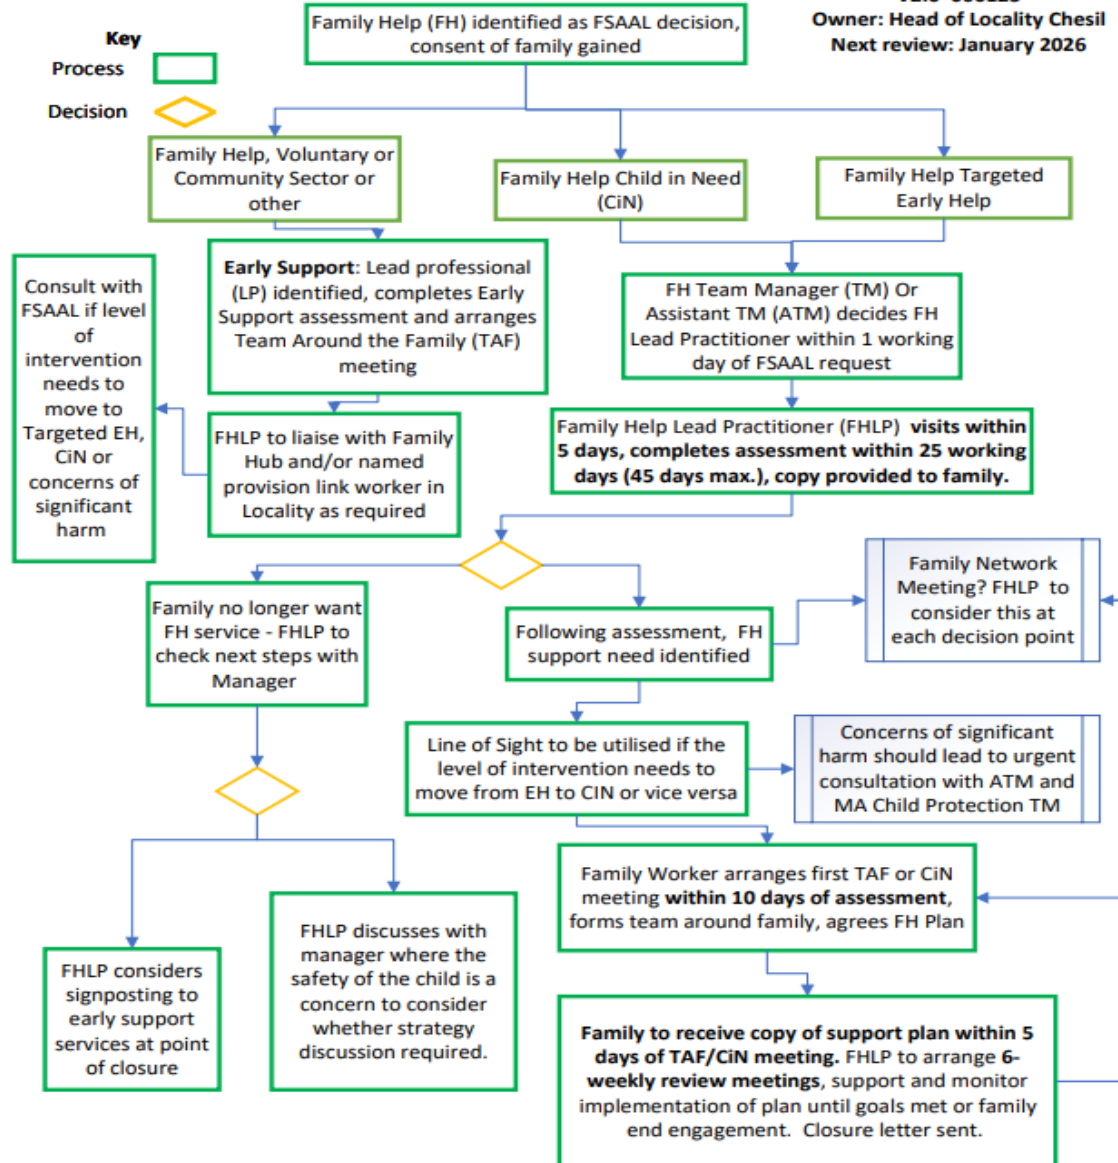 Owner: Head of Locality Chesil
Next review: January 2026
Key
Process
Decision
Family Help (FH) identified as FSAAL decision,
consent of family gained
Family Help, Voluntary or
Community Sector or
other
Family Help Child in Need
(CiN)
Family Help Targeted
Early Help
Early Support: Lead professional
(LP) identified, completes Early
Support assessment and arranges
Team Around the Family (TAF)
meeting
Consult with
FSAAL if level of
intervention
needs to
move to
Targeted EH,
CiN or
concerns of
significant
harm
FH Team Manager (TM) Or
Assistant TM (ATM) decides FH
Lead Practitioner within 1 working
day of FSAAL request
FHLP to liaise with Family
Hub and/or named
provision link worker in
Locality as required
Family Help Lead Practitioner (FHLP) visits within
5 days, completes assessment within 25 working
days (45 days max.), copy provided to family.
Family no longer want
FH service - FHLP to
check next steps with
Manager
Following assessment, FH
support need identified
Family Network
Meeting? FHLP to
consider this at
each decision point
Line of Sight to be utilised if the
level of intervention needs to
move from EH to CIN or vice versa
Concerns of significant
harm should lead to urgent
consultation with ATM and
MA Child Protection TM
Family Worker arranges first TAF or CiN
meeting within 10 days of assessment,
forms team around family, agrees FH Plan
FHLP considers
signposting to
early support
services at point
of closure
FHLP discusses with
manager where the
safety of the child is a
concern to consider
whether strategy
discussion required.
Family to receive copy of support plan within 5
days of TAF/CiN meeting. FHLP to arrange 6-
weekly review meetings, support and monitor
implementation of plan until goals met or family
end engagement. Closure letter sent.